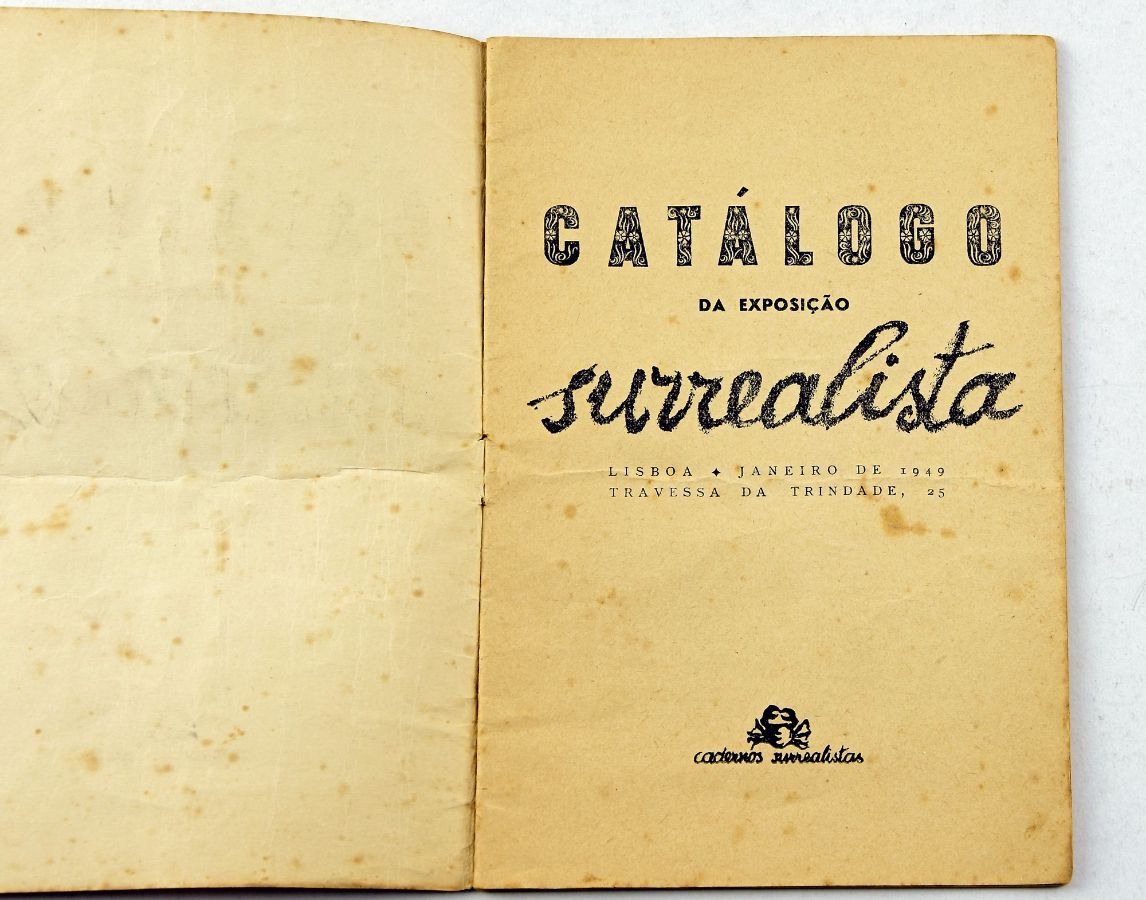 CATÁLOGO
DA EXPOSIÇÃO
surrealista
LISBOA ✦ JANEIRO DE 1949
TRAVESSA DA TRINDADE, 25
cadernos surrealistas